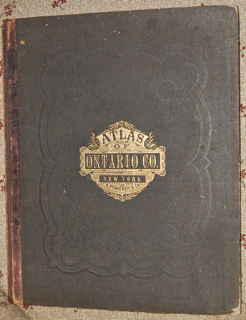 ATLAS
OF
ONTARIO CO.
NEW YORK